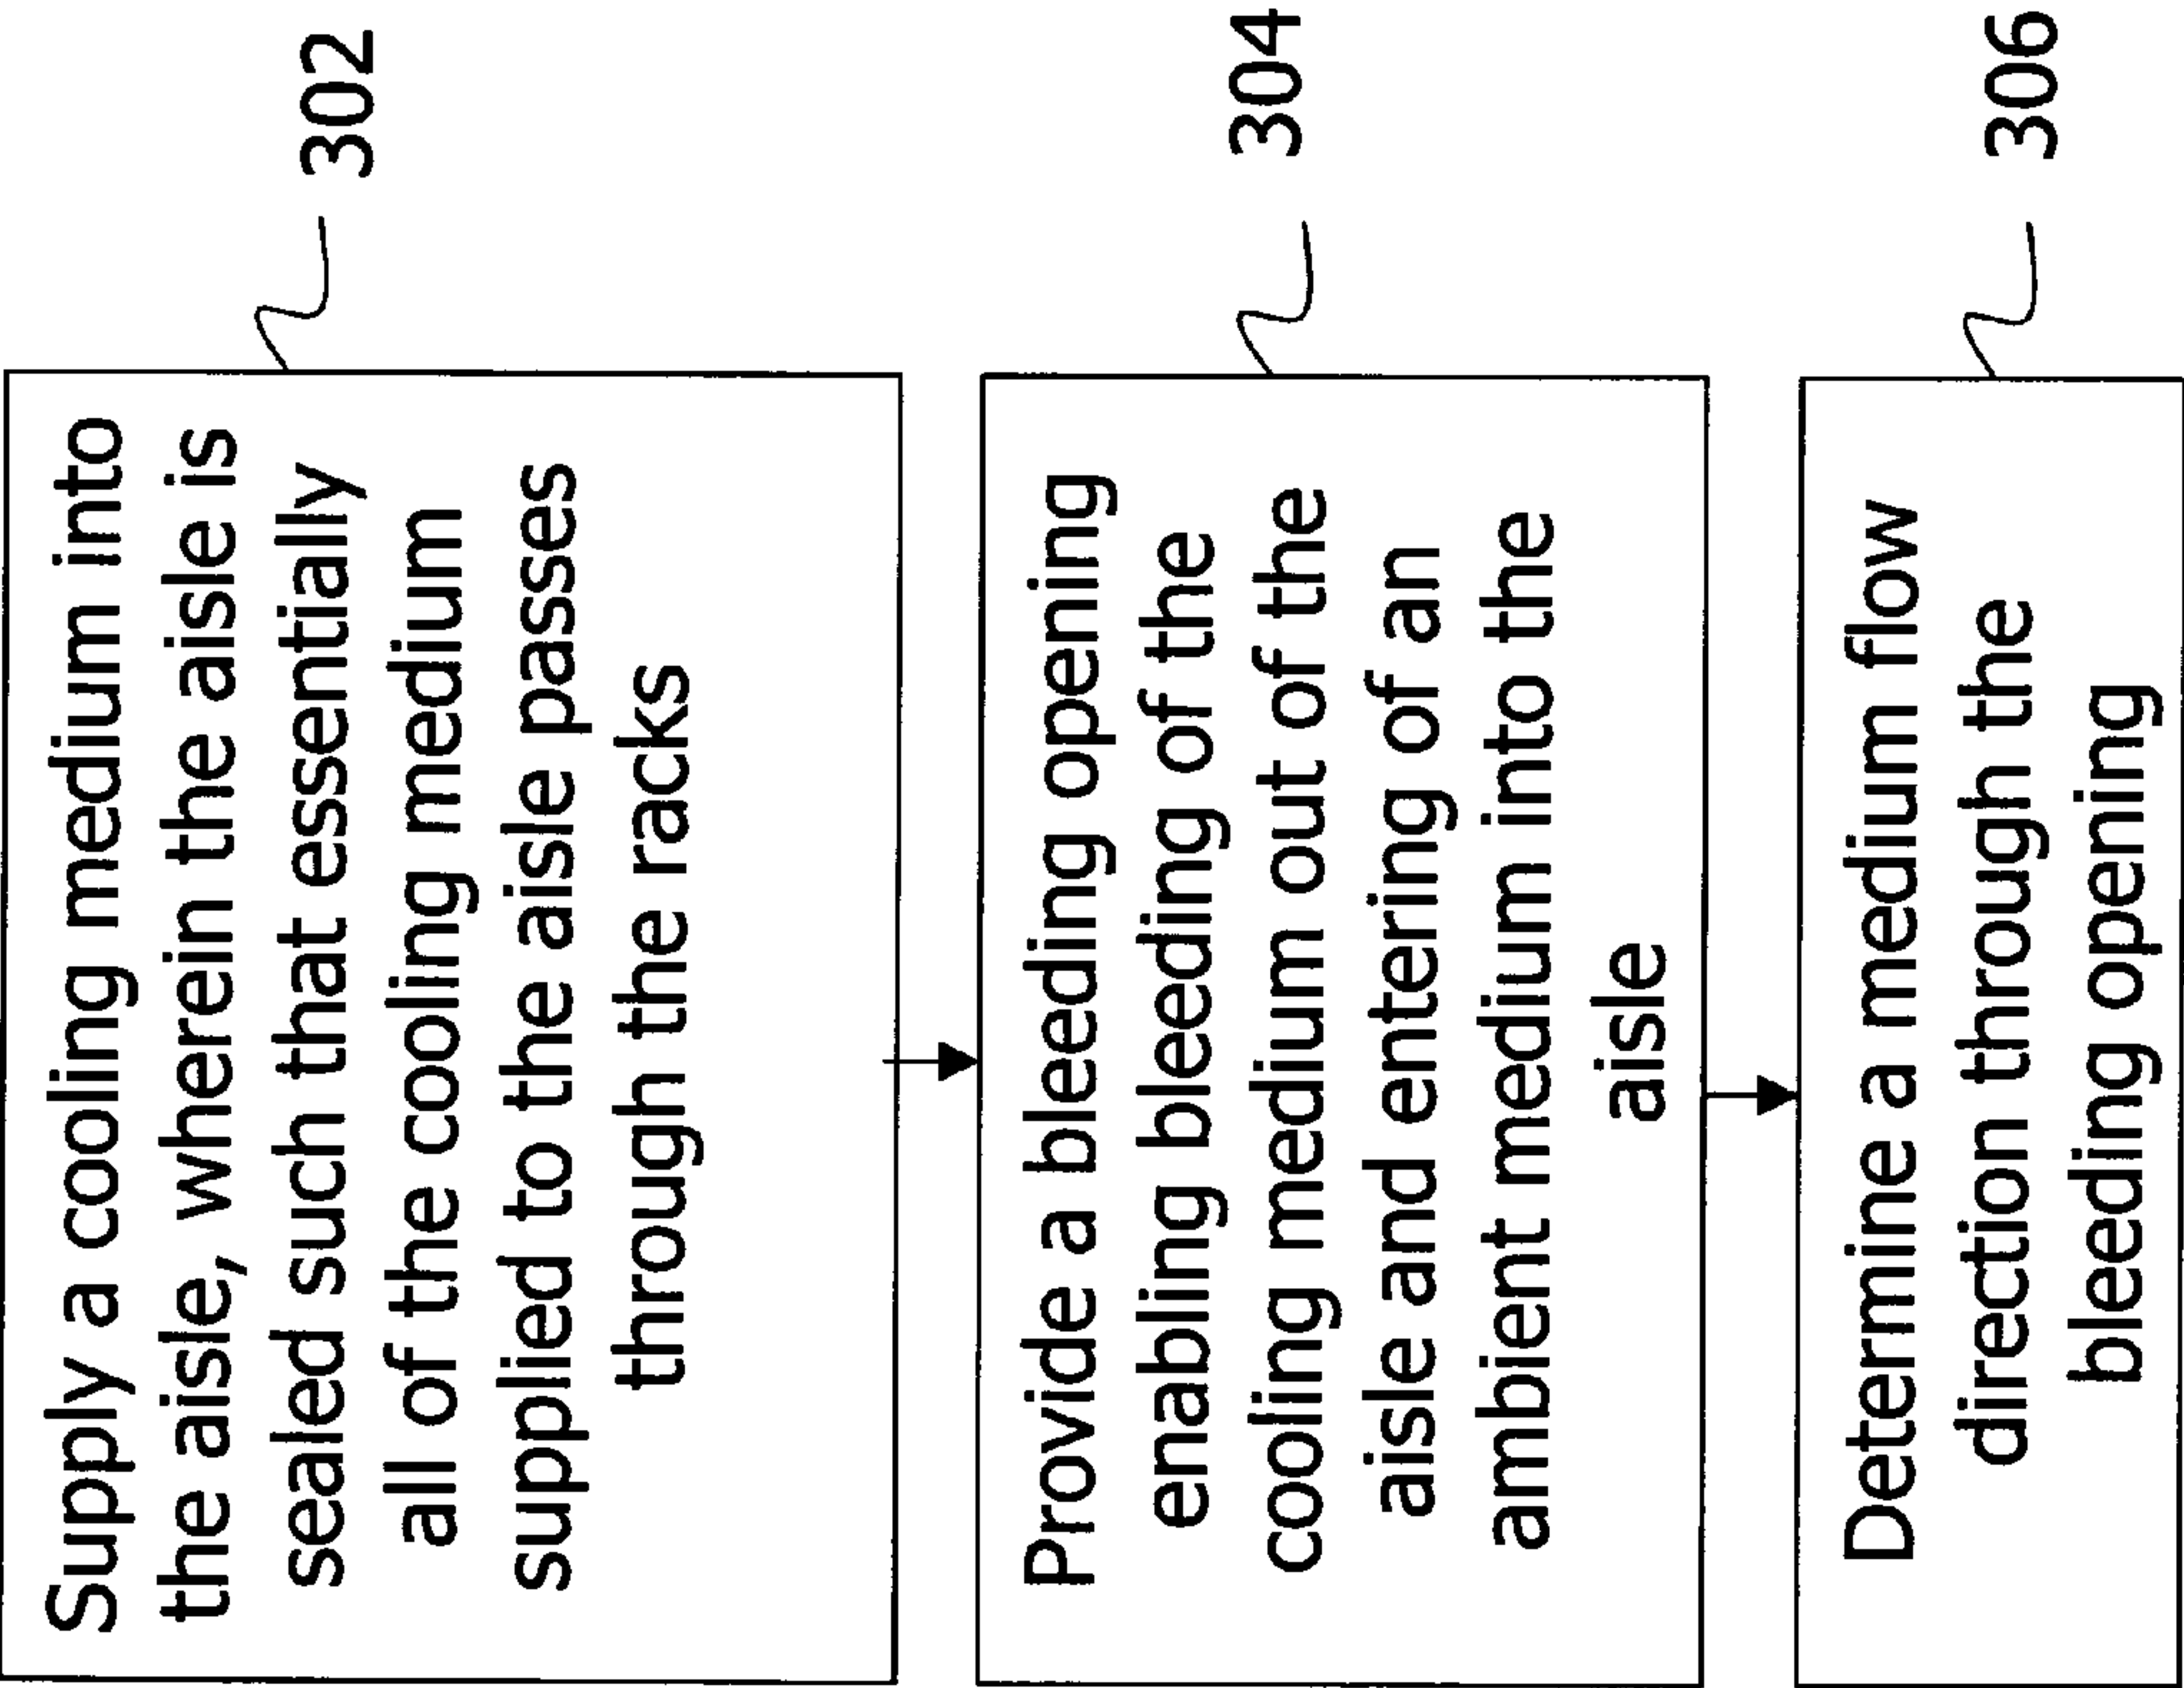 Supply a cooling medium into
the aisle, wherein the aisle is
sealed such that essentially
all of the cooling medium
supplied to the aisle passes
through the racks
302
Provide a bleeding opening
enabling bleeding of the
cooling medium out of the
aisle and entering of an
ambient medium into the
aisle
304
Determine a medium flow
direction through the
bleeding opening
306